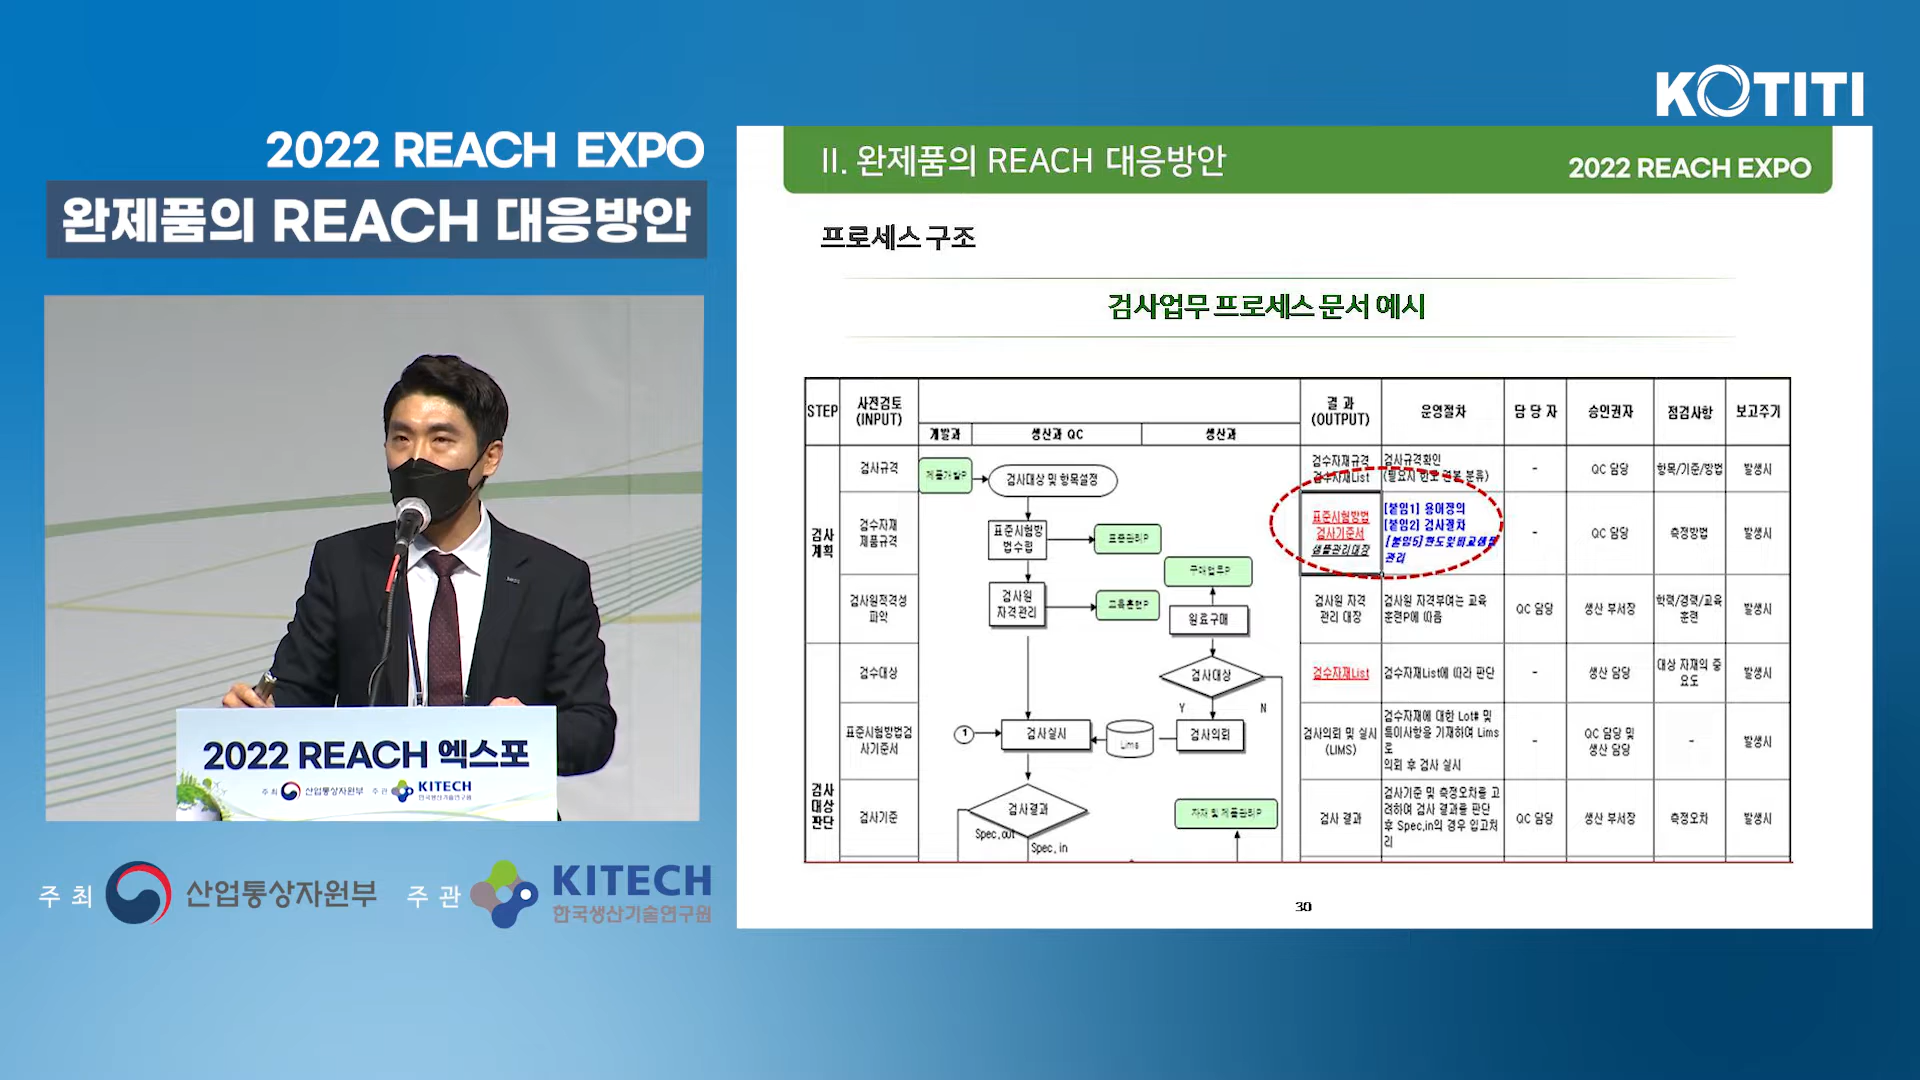 KOTITI
2022 REACH EXPO
완제품의 REACH 대응방안
II. 완제품의 REACH 대응방안
2022 REACH EXPO
프로세스 구조
검사업무 프로세스 문서 예시
STEP
사전검토
(INPUT)
개발과
생산과 QC
생산과
결 과
(OUTPUT)
운영절차
담 당 자
승인권자
점검사항
보고주기
검사
계획
검사규격
제품개발P
검사대상 및 항목설정
검수자재규격
검수자재List
검사규격확인
(필요시 분류)
-
QC 담당
항목/기준/방법
발생시
검수자재
제품규격
표준시험방
법수립
표준관리P
표준시험방법
검사기준서
샘플관리대장
[붙임1] 용어정의
[붙임2] 검사절차
[붙임5]한도및비교샘플
관리
-
QC 담당
측정방법
발생시
구매업무P
검사원적격성
파악
검사원
자격관리
교육훈련P
원료구매
검사원 자격
관리 대장
검사원 자격부여는 교육
훈련P에 따름
QC 담당
생산 부서장
학력/경력/교육
훈련
발생시
검사
대상
판단
검수대상
검사대상
Y
N
검수자재List
검수자재List에 따라 판단
-
생산 담당
대상 자재의 중
요도
발생시
표준시험방법검
사기준서
1
검사실시
Lims
검사의뢰
검사의뢰 및 실시
(LIMS)
검수자재에 대한 Lot# 및
특이사항을 기재하여 Lims
로
의뢰 후 검사 실시
-
QC 담당 및
생산 담당
-
발생시
검사기준
검사결과
Spec,out
Spec,in
자재 및 제품관리P
검사 결과
검사기준 및 측정오차를 고
려하여 검사 결과를 판단
후 Spec,in의 경우 입고처
리
QC 담당
생산 부서장
측정오차
발생시
30
2022 REACH 엑스포
주 최 산업통상자원부 주 관 KITECH
한국생산기술연구원
주 최 산업통상자원부 주 관 KITECH
한국생산기술연구원